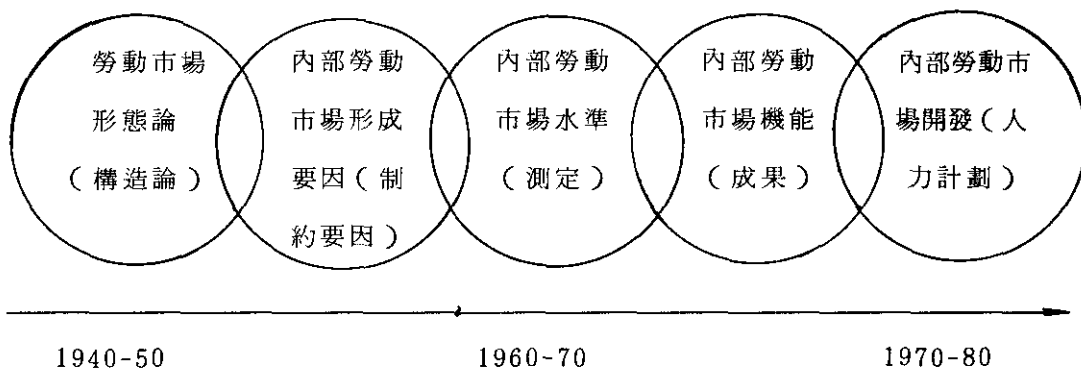 勞動市場
形態論
（構造論）
內部勞動
市場形成
要因（制
約要因）
內部勞動
市場水準
（測定）
內部勞動
市場機能
（成果）
內部勞動市
場開發（人
力計劃）
1940-50
1960-70
1970-80